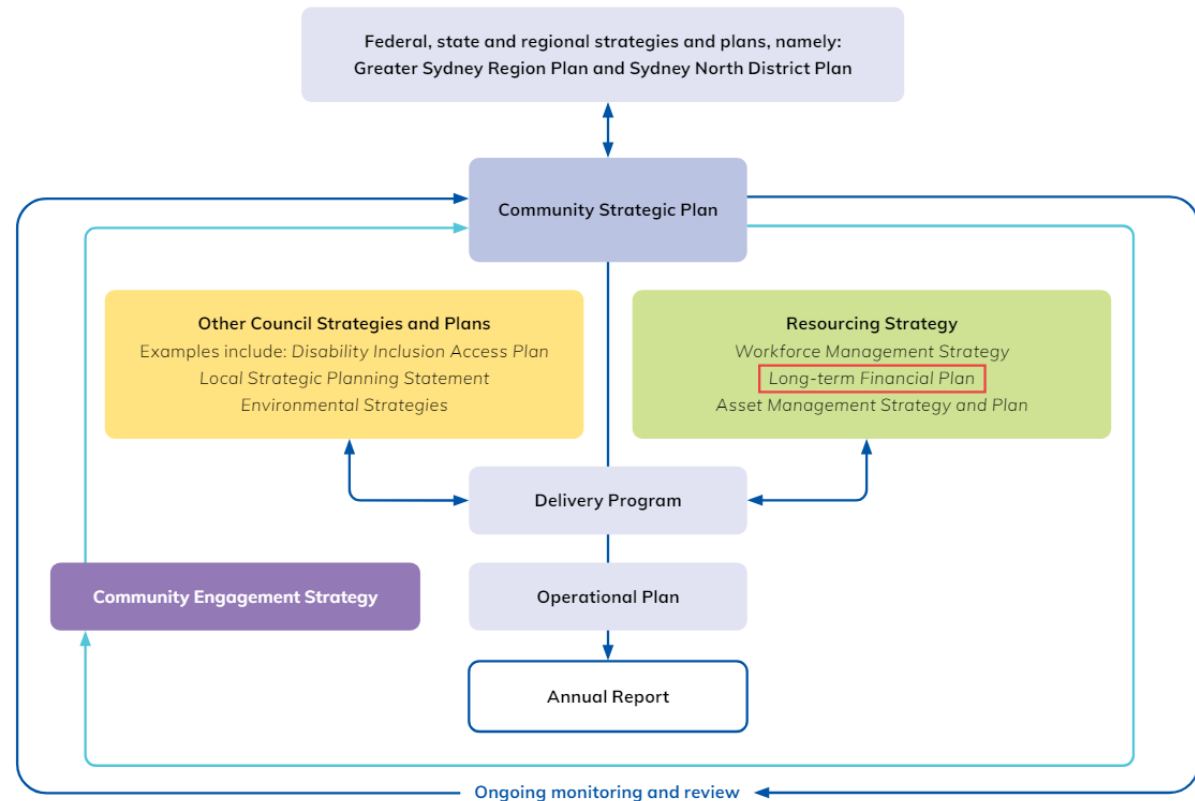 Federal, state and regional strategies and plans, namely:
Greater Sydney Region Plan and Sydney North District Plan
Community Strategic Plan
Other Council Strategies and Plans
Examples include: Disability Inclusion Access Plan
Local Strategic Planning Statement
Environmental Strategies
Resourcing Strategy
Workforce Management Strategy
Long-term Financial Plan
Asset Management Strategy and Plan
Delivery Program
Community Engagement Strategy
Operational Plan
Annual Report
Ongoing monitoring and review